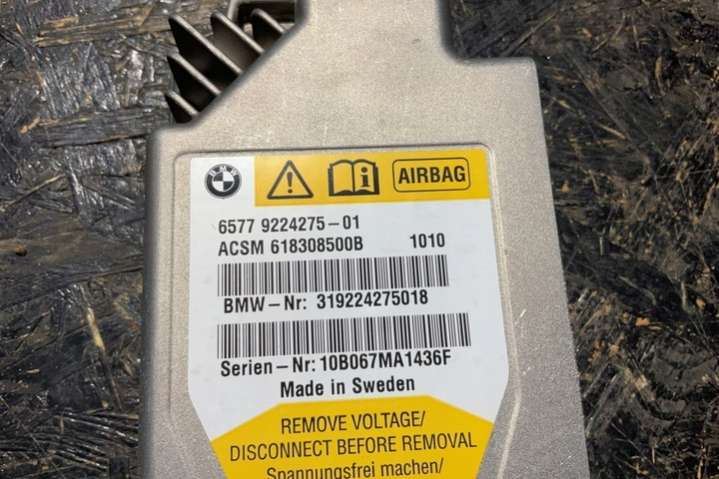 BMW
AIRBAG
6577 9224275-01
ACSM 618308500B 1010
BMW-Nr: 319224275018
Serien-Nr: 10B067MA1436F
Made in Sweden
REMOVE VOLTAGE/
DISCONNECT BEFORE REMOVAL
Spannungsfrei machen/